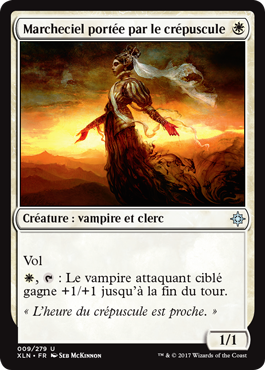 Marcheciel portée par le crépuscule
Créature : vampire et clerc
Vol
, : Le vampire attaquant ciblé
gagne +1/+1 jusqu'à la fin du tour.
« L'heure du crépuscule est proche. »
1/1
009/279 U
XLN • FR Seb McKinnon
™ & © 2017 Wizards of the Coast